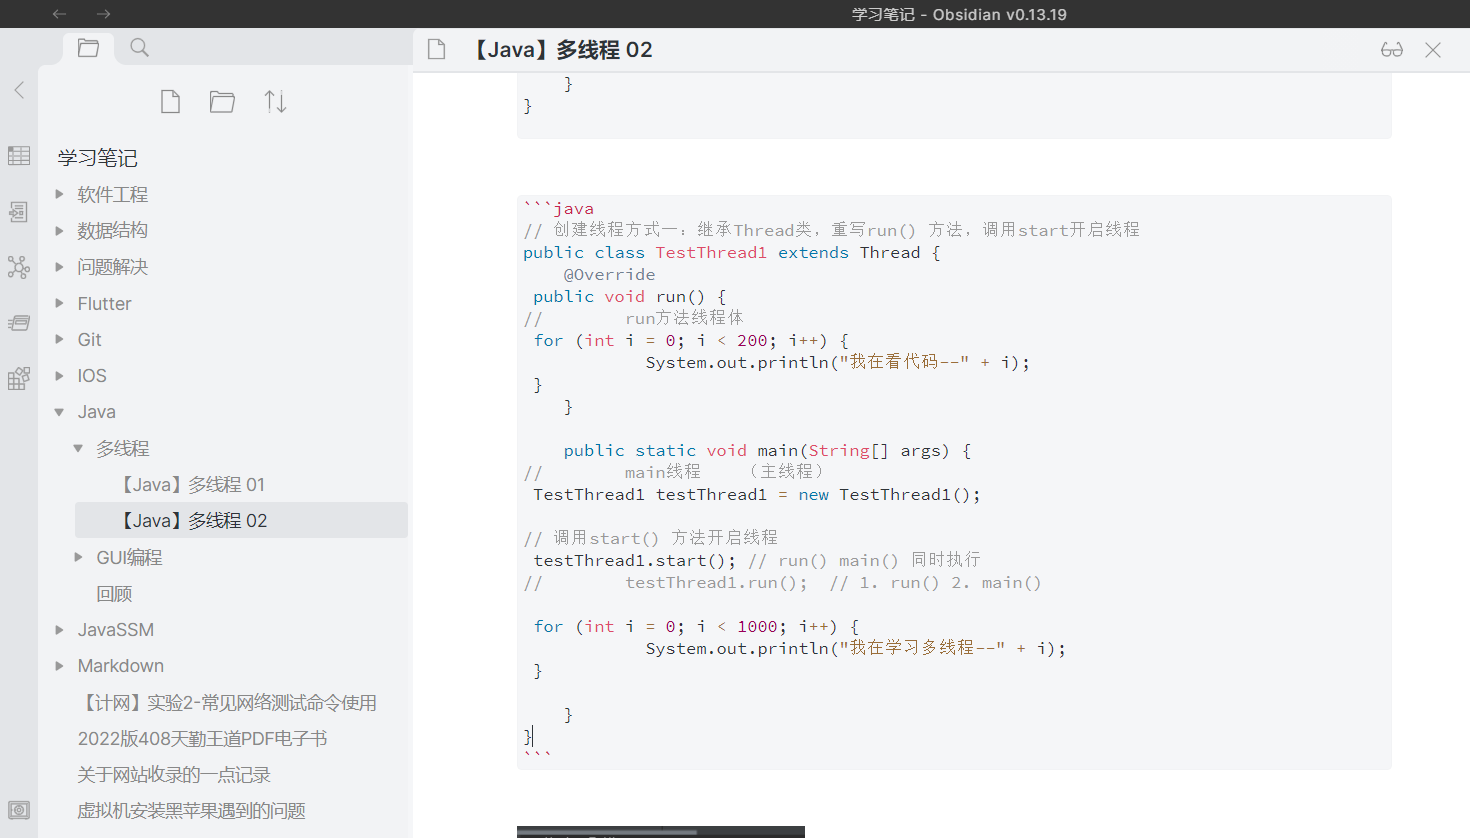 学习笔记 - Obsidian v0.13.19
【Java】多线程 02
学习笔记
软件工程
数据结构
问题解决
Flutter
Git
IOS
Java
多线程
【Java】多线程 01
【Java】多线程 02
GUI编程
回顾
JavaSSM
Markdown
【计网】实验2-常见网络测试命令使用
2022版408天勤王道PDF电子书
关于网站收录的一点记录
虚拟机安装黑苹果遇到的问题
    }
}
```java
// 创建线程方式一：继承Thread类，重写run() 方法，调用start开启线程
public class TestThread1 extends Thread {
    @Override
 public void run() {
//        run方法线程体
 for (int i = 0; i < 200; i++) {
            System.out.println("我在看代码--" + i);
 }
    }
    public static void main(String[] args) {
//        main线程    （主线程）
 TestThread1 testThread1 = new TestThread1();
// 调用start() 方法开启线程
 testThread1.start(); // run() main() 同时执行
//        testThread1.run();  // 1. run() 2. main()
 for (int i = 0; i < 1000; i++) {
            System.out.println("我在学习多线程--" + i);
 }
    }
}
```